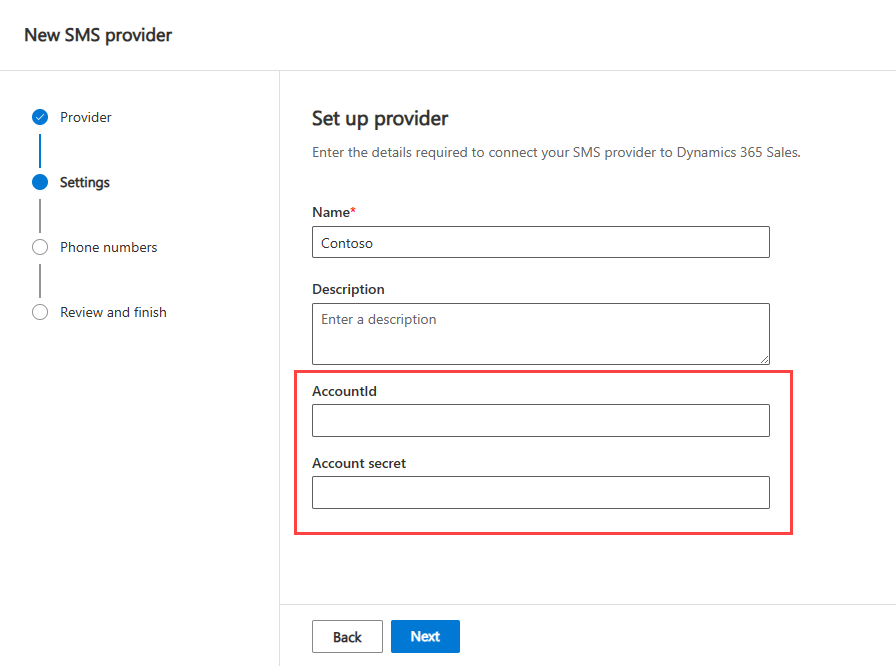 New SMS provider
Provider
Settings
Phone numbers
Review and finish
Set up provider
Enter the details required to connect your SMS provider to Dynamics 365 Sales.
Name*
Contoso
Description
Enter a description
AccountId
Account secret
Back
Next